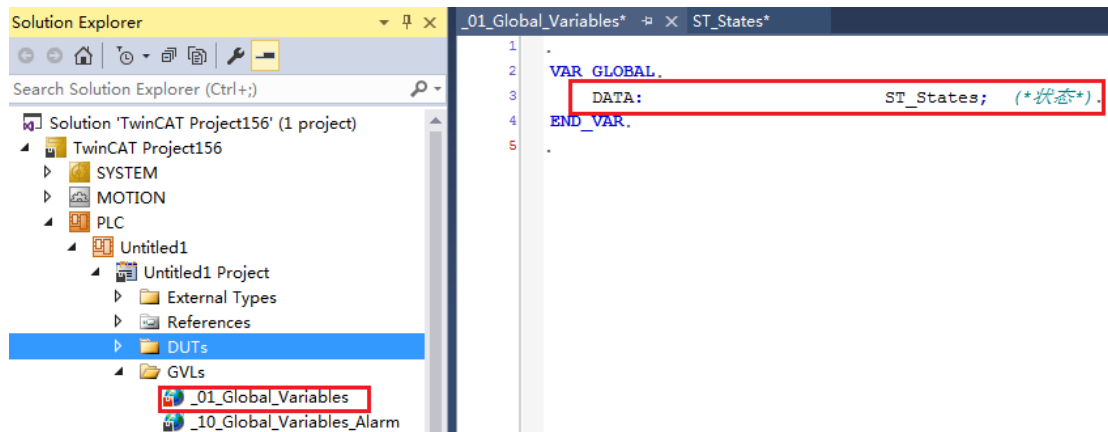 Solution Explorer
Search Solution Explorer (Ctrl+;)
Solution 'TwinCAT Project156' (1 project)
TwinCAT Project156
SYSTEM
MOTION
PLC
Untitled1
Untitled1 Project
External Types
References
DUTs
GVLs
_01_Global_Variables
_10_Global_Variables_Alarm
_01_Global_Variables* ST_States*
1 .
2 VAR_GLOBAL.
3 DATA: ST_States; (*状态*).
4 END_VAR.
5 .